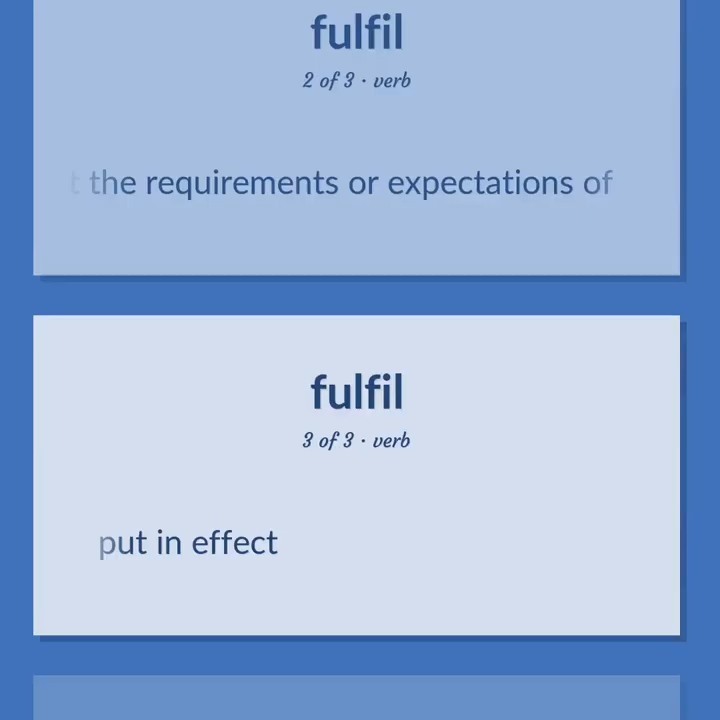 fulfil
2 of 3 · verb
the requirements or expectations of
fulfil
3 of 3 · verb
put in effect